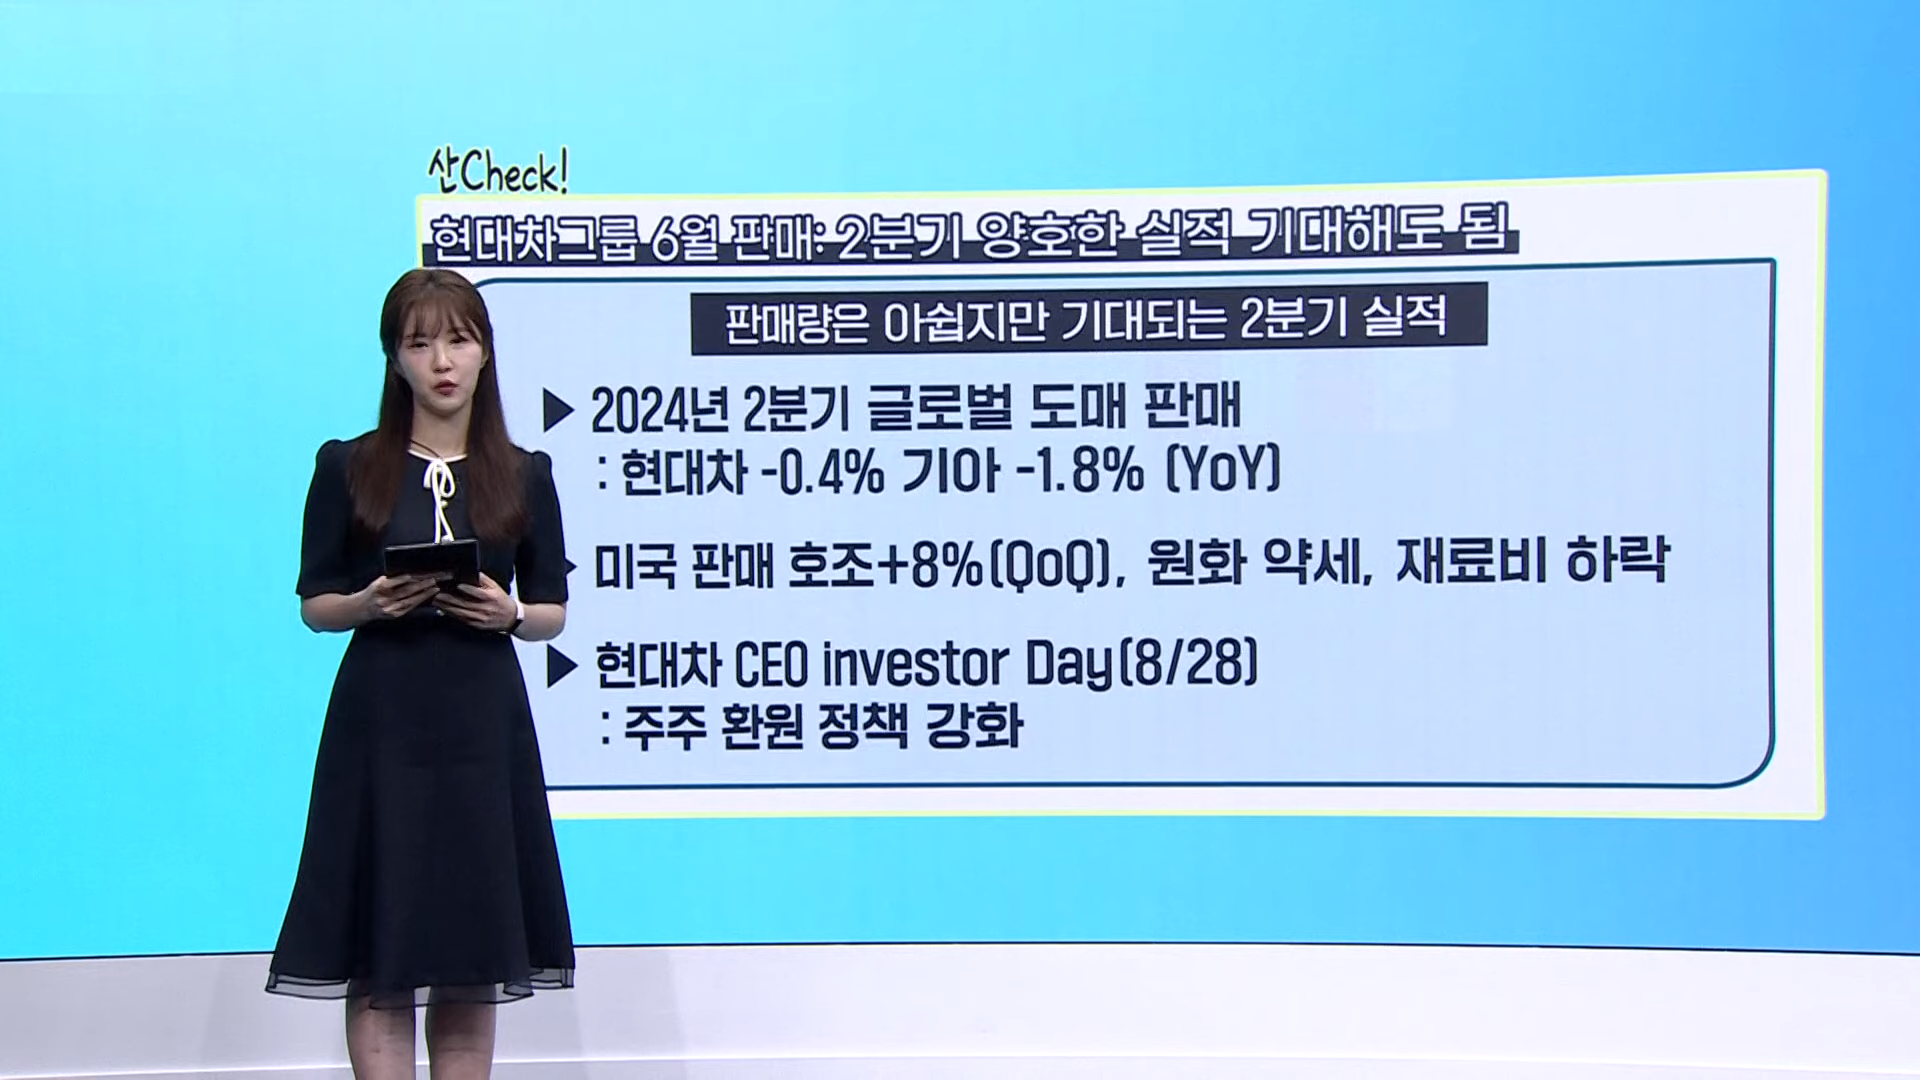 산Check!
현대차그룹 6월 판매: 2분기 양호한 실적 기대해도 됨
판매량은 아쉽지만 기대되는 2분기 실적
▶ 2024년 2분기 글로벌 도매 판매
: 현대차 -0.4% 기아 -1.8% (YoY)
▶ 미국 판매 호조+8%(QoQ), 원화 약세, 재료비 하락
▶ 현대차 CEO investor Day(8/28)
: 주주 환원 정책 강화